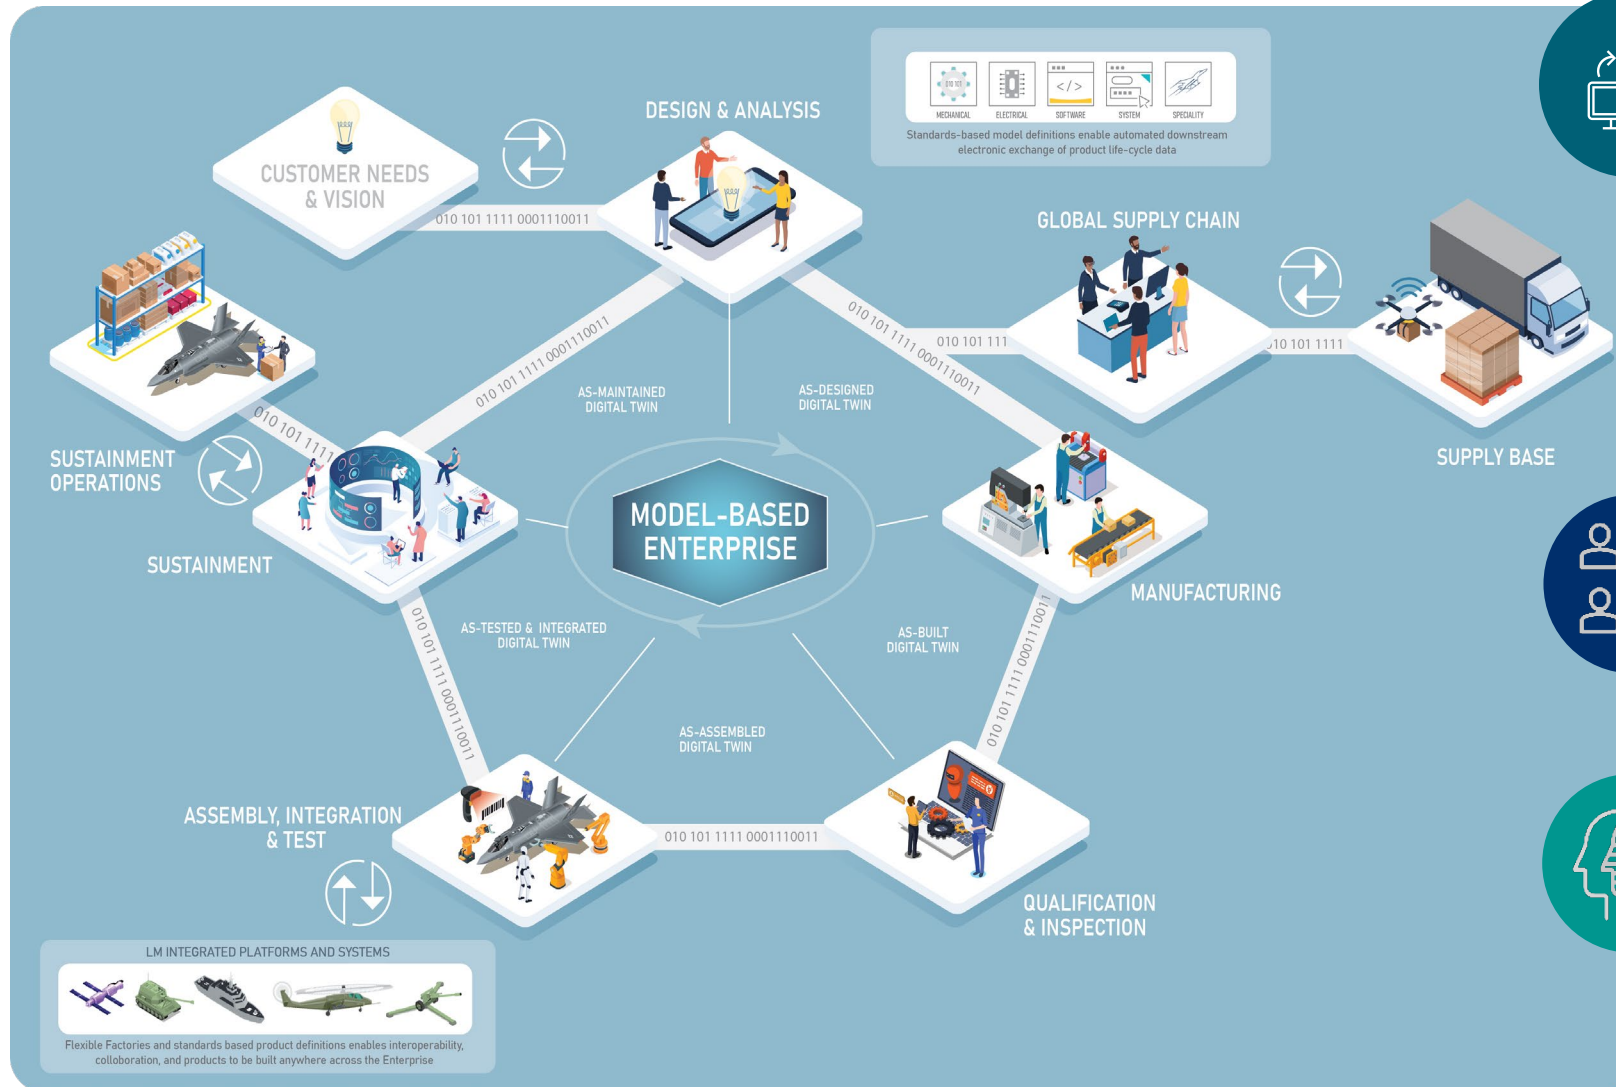 DESIGN & ANALYSIS
MECHANICAL
ELECTRICAL
SOFTWARE
SYSTEM
SPECIALITY
Standards-based model definitions enable automated downstream
electronic exchange of product life-cycle data
CUSTOMER NEEDS
& VISION
010 101 1111 0001110011
GLOBAL SUPPLY CHAIN
010 101 111
010 101 1111
SUPPLY BASE
010 101 1111 0001110011
010 101 1111 0001110011
AS-MAINTAINED
DIGITAL TWIN
AS-DESIGNED
DIGITAL TWIN
010 101 1111
SUSTAINMENT
OPERATIONS
SUSTAINMENT
MODEL-BASED
ENTERPRISE
MANUFACTURING
AS-TESTED & INTEGRATED
DIGITAL TWIN
AS-BUILT
DIGITAL TWIN
010 101 1111 0001110011
010 101 1111 0001110011
AS-ASSEMBLED
DIGITAL TWIN
ASSEMBLY, INTEGRATION
& TEST
010 101 1111 0001110011
QUALIFICATION
& INSPECTION
LM INTEGRATED PLATFORMS AND SYSTEMS
Flexible Factories and standards based product definitions enables interoperability,
colloboration, and products to be built anywhere across the Enterprise